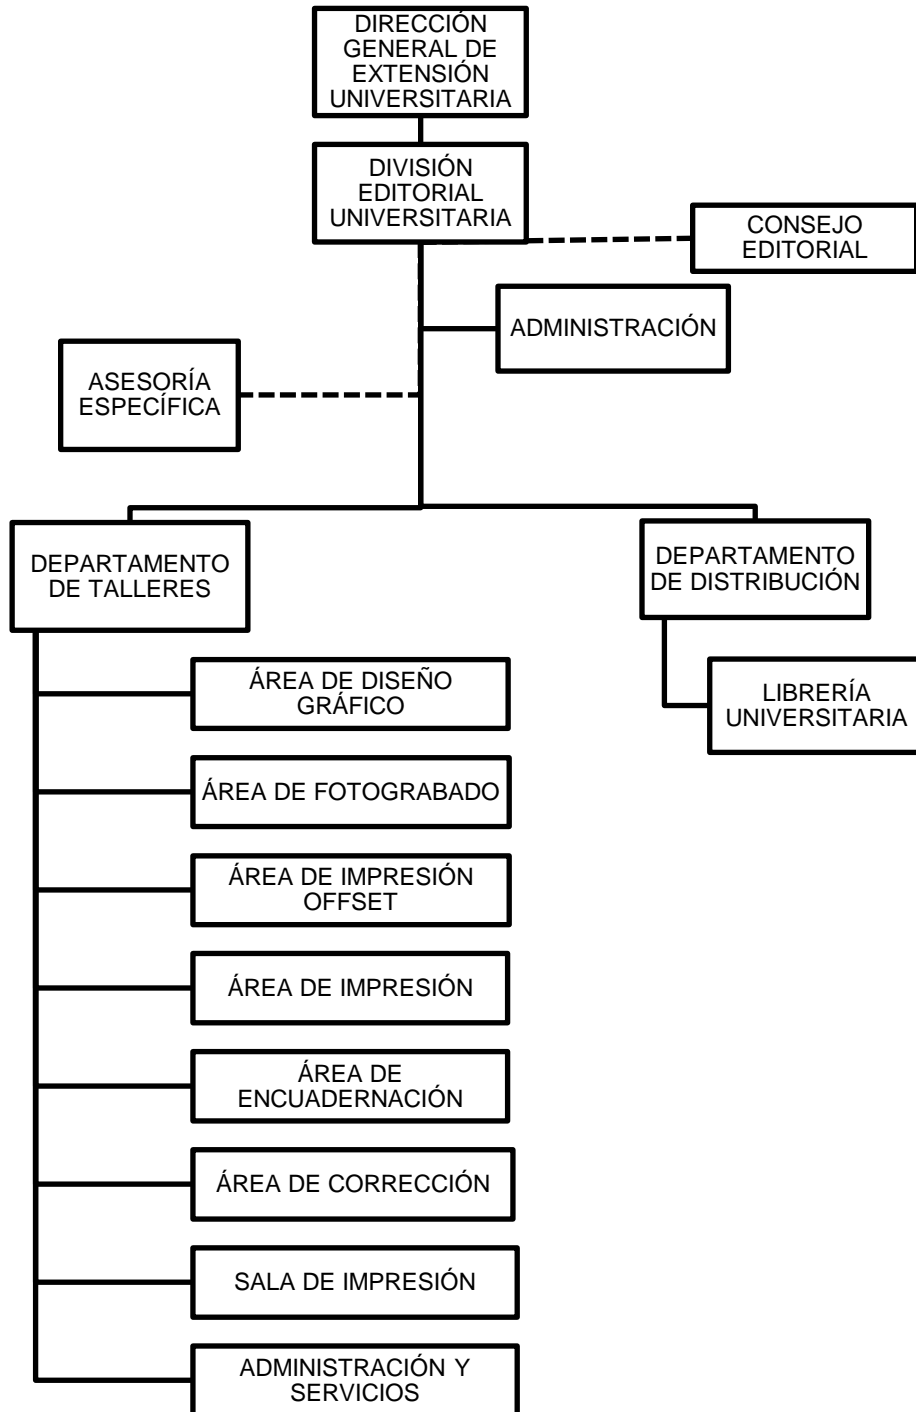 DIRECCIÓN
GENERAL DE
EXTENSIÓN
UNIVERSITARIA
DIVISIÓN
EDITORIAL
UNIVERSITARIA
CONSEJO
EDITORIAL
ADMINISTRACIÓN
ASESORÍA
ESPECÍFICA
DEPARTAMENTO
DE TALLERES
DEPARTAMENTO
DE DISTRIBUCIÓN
ÁREA DE DISEÑO
GRÁFICO
LIBRERÍA
UNIVERSITARIA
ÁREA DE FOTOGRABADO
ÁREA DE IMPRESIÓN
OFFSET
ÁREA DE IMPRESIÓN
ÁREA DE
ENCUADERNACIÓN
ÁREA DE CORRECCIÓN
SALA DE IMPRESIÓN
ADMINISTRACIÓN Y
SERVICIOS